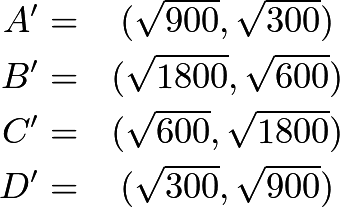 A′ = (√900, √300)
B′ = (√1800, √600)
C′ = (√600, √1800)
D′ = (√300, √900)